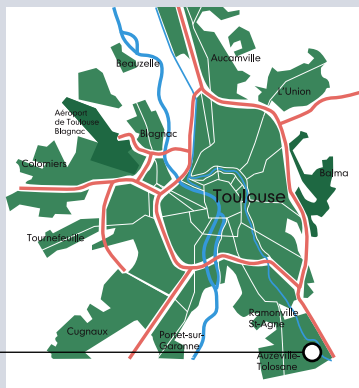 Beauzelle
Aucamville
L'Union
Aéroport
de Toulouse
Blagnac
Blagnac
Colomiers
Balma
Toulouse
Tournefeuille
Ramonville
St-Agne
Cugnaux
Portet-sur-
Garonne
Auzeville-
Tolosane